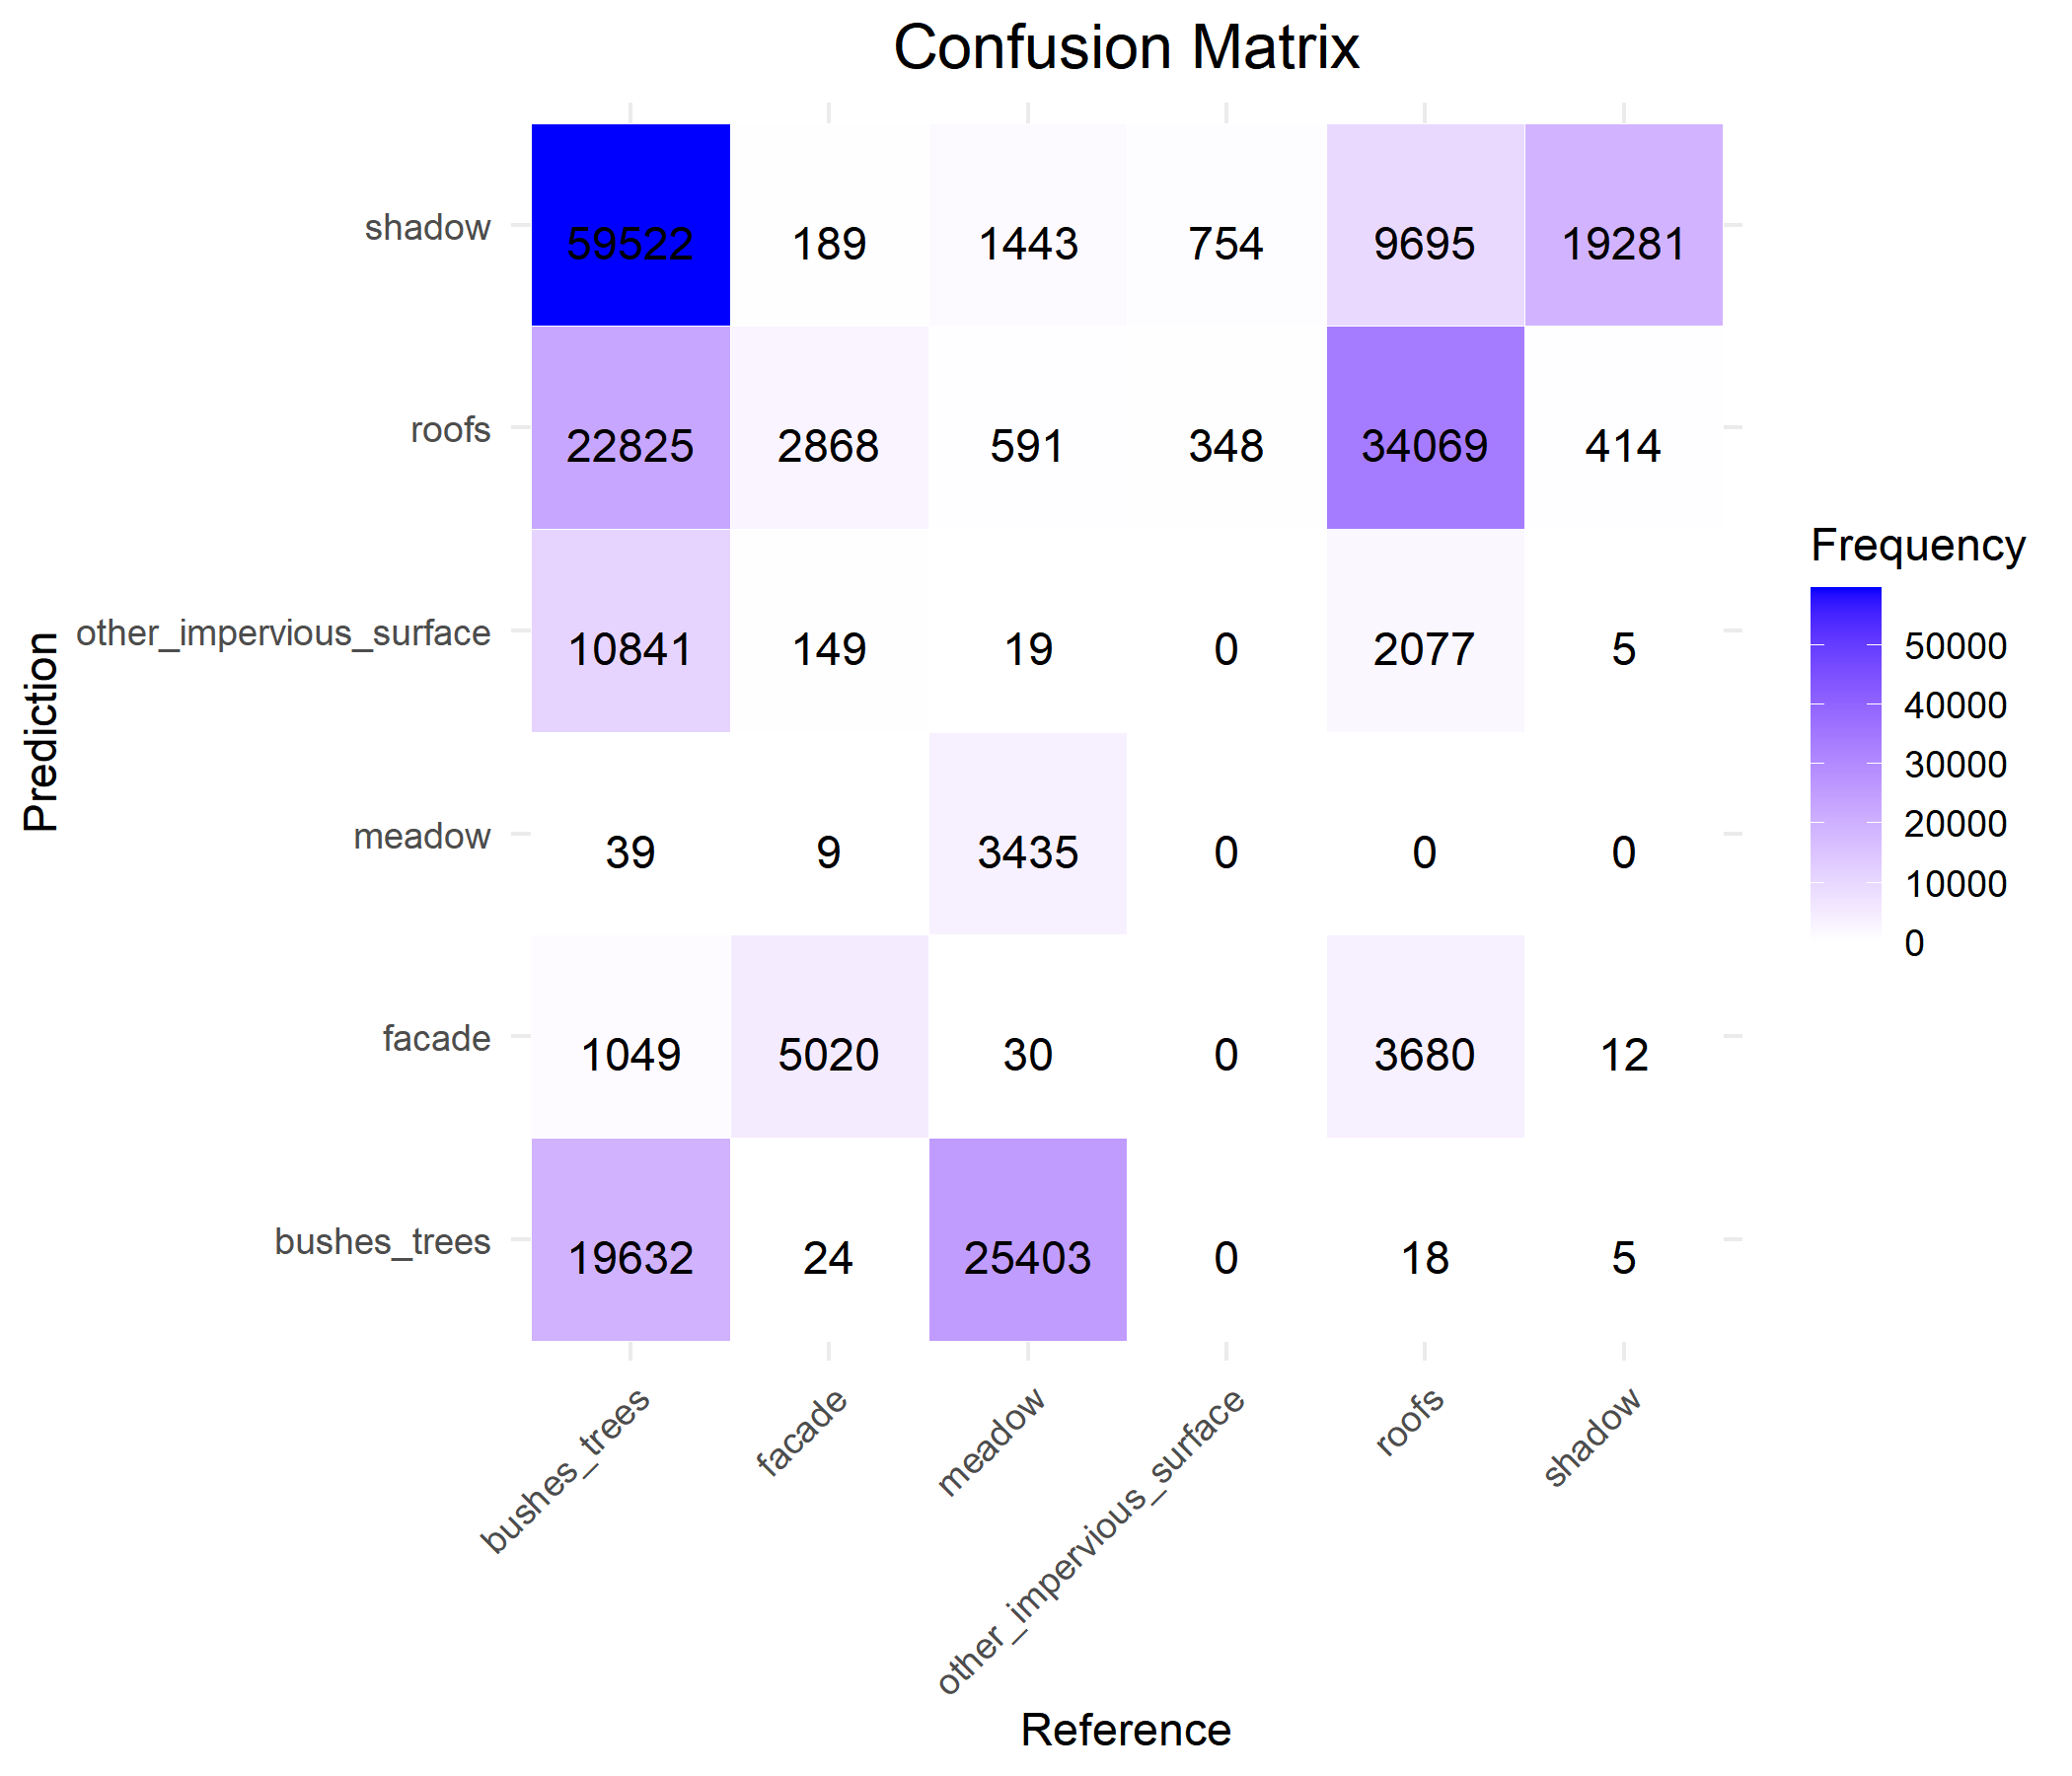 Confusion Matrix
shadow 59522 189 1443 754 9695 19281
roofs 22825 2868 591 348 34069 414
other_impervious_surface 10841 149 19 0 2077 5
meadow 39 9 3435 0 0 0
facade 1049 5020 30 0 3680 12
bushes_trees 19632 24 25403 0 18 5
Prediction
bushes_trees
facade
meadow
other_impervious_surface
roofs
shadow
Reference
Frequency
50000
40000
30000
20000
10000
0